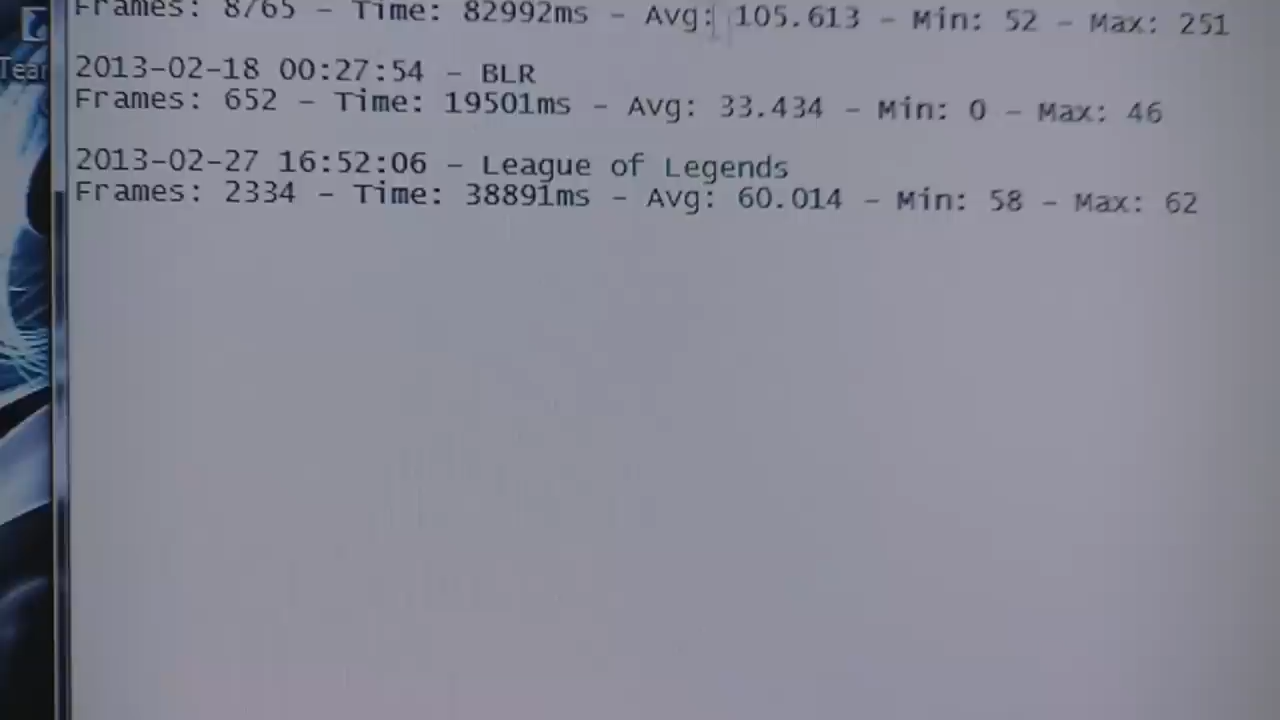 Frames: 8765 - Time: 82992ms - Avg: 105.613 - Min: 52 - Max: 251
2013-02-18 00:27:54 - BLR
Frames: 652 - Time: 19501ms - Avg: 33.434 - Min: 0 - Max: 46
2013-02-27 16:52:06 - League of Legends
Frames: 2334 - Time: 38891ms - Avg: 60.014 - Min: 58 - Max: 62